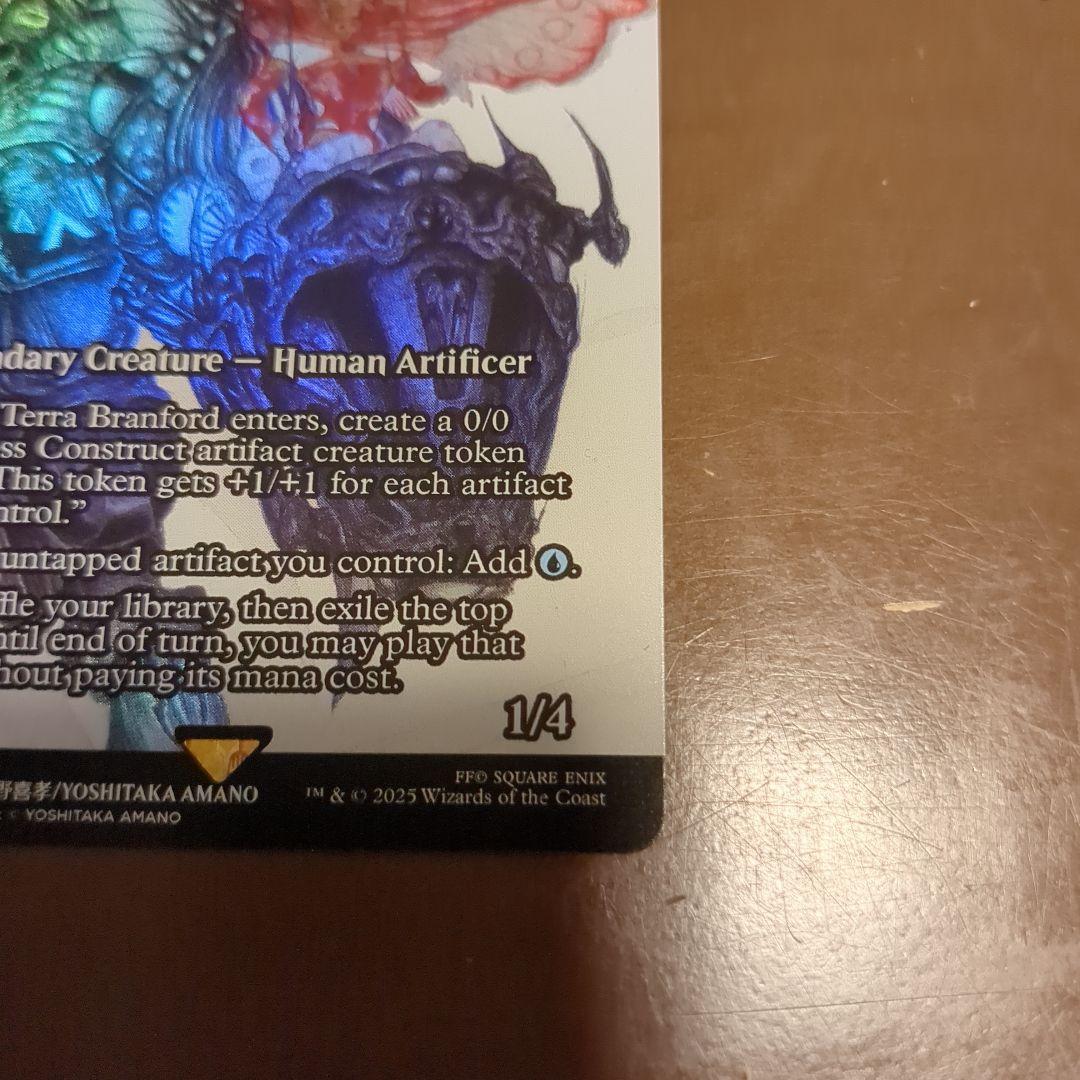 ndary Creature — Human Artificer
Terra Branford enters, create a 0/0
ss Construct artifact creature token
This token gets +1/+1 for each artifact
ntrol.”
untapped artifact you control: Add
ffle your library, then exile the top
ntil end of turn, you may play that
hout paying its mana cost.
1/4
野喜孝/YOSHITAKA AMANO
© YOSHITAKA AMANO
FF© SQUARE ENIX
™ & © 2025 Wizards of the Coast